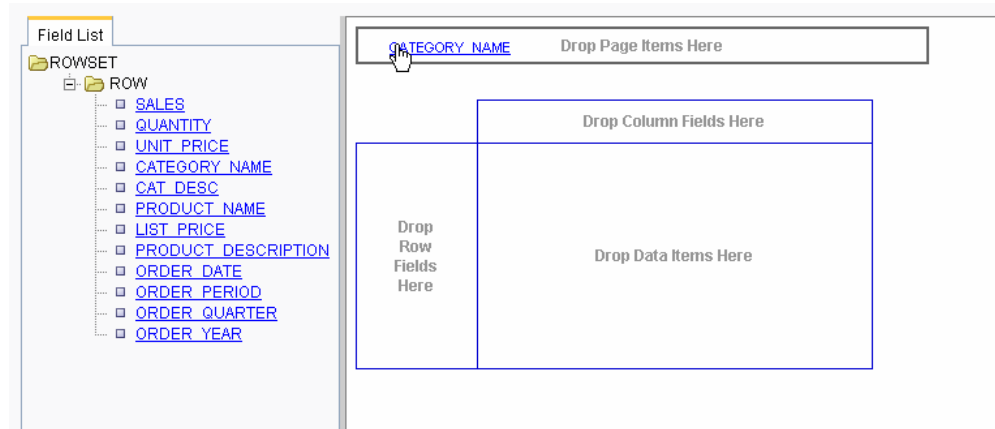 Field List
ROWSET
ROW
SALES
QUANTITY
UNIT_PRICE
CATEGORY_NAME
CAT_DESC
PRODUCT_NAME
LIST_PRICE
PRODUCT_DESCRIPTION
ORDER_DATE
ORDER_PERIOD
ORDER_QUARTER
ORDER_YEAR
CATEGORY_NAME Drop Page Items Here
Drop Column Fields Here
Drop
Row
Fields
Here
Drop Data Items Here